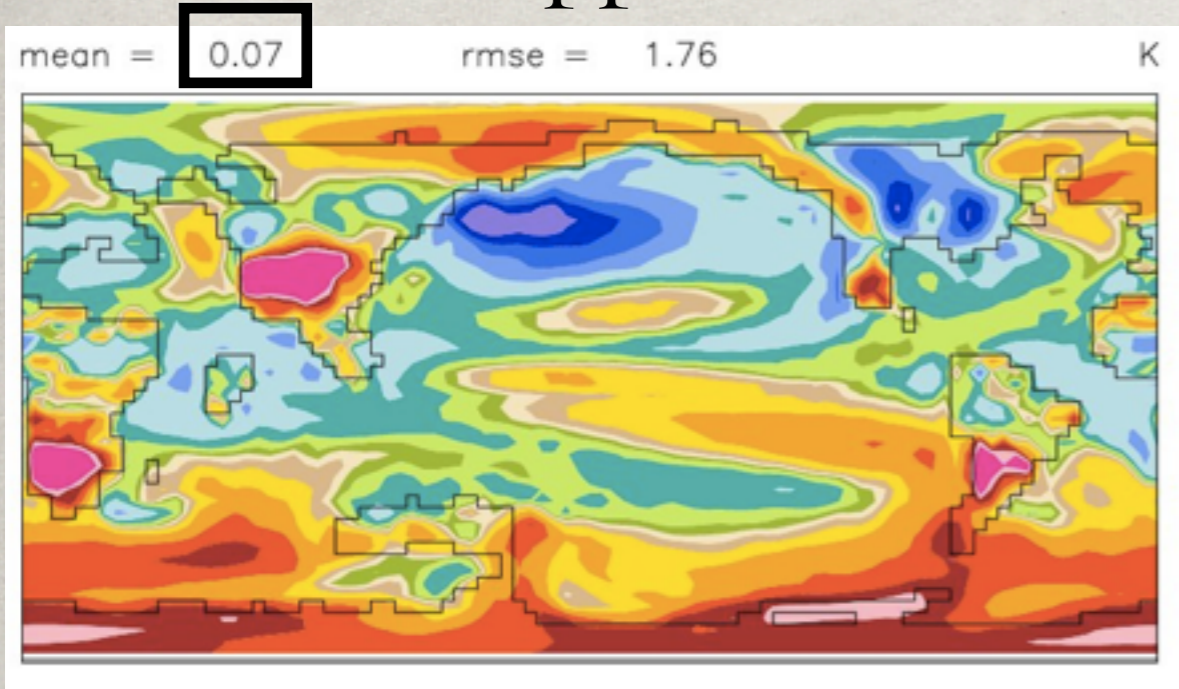 mean = 0.07 rmse = 1.76 K